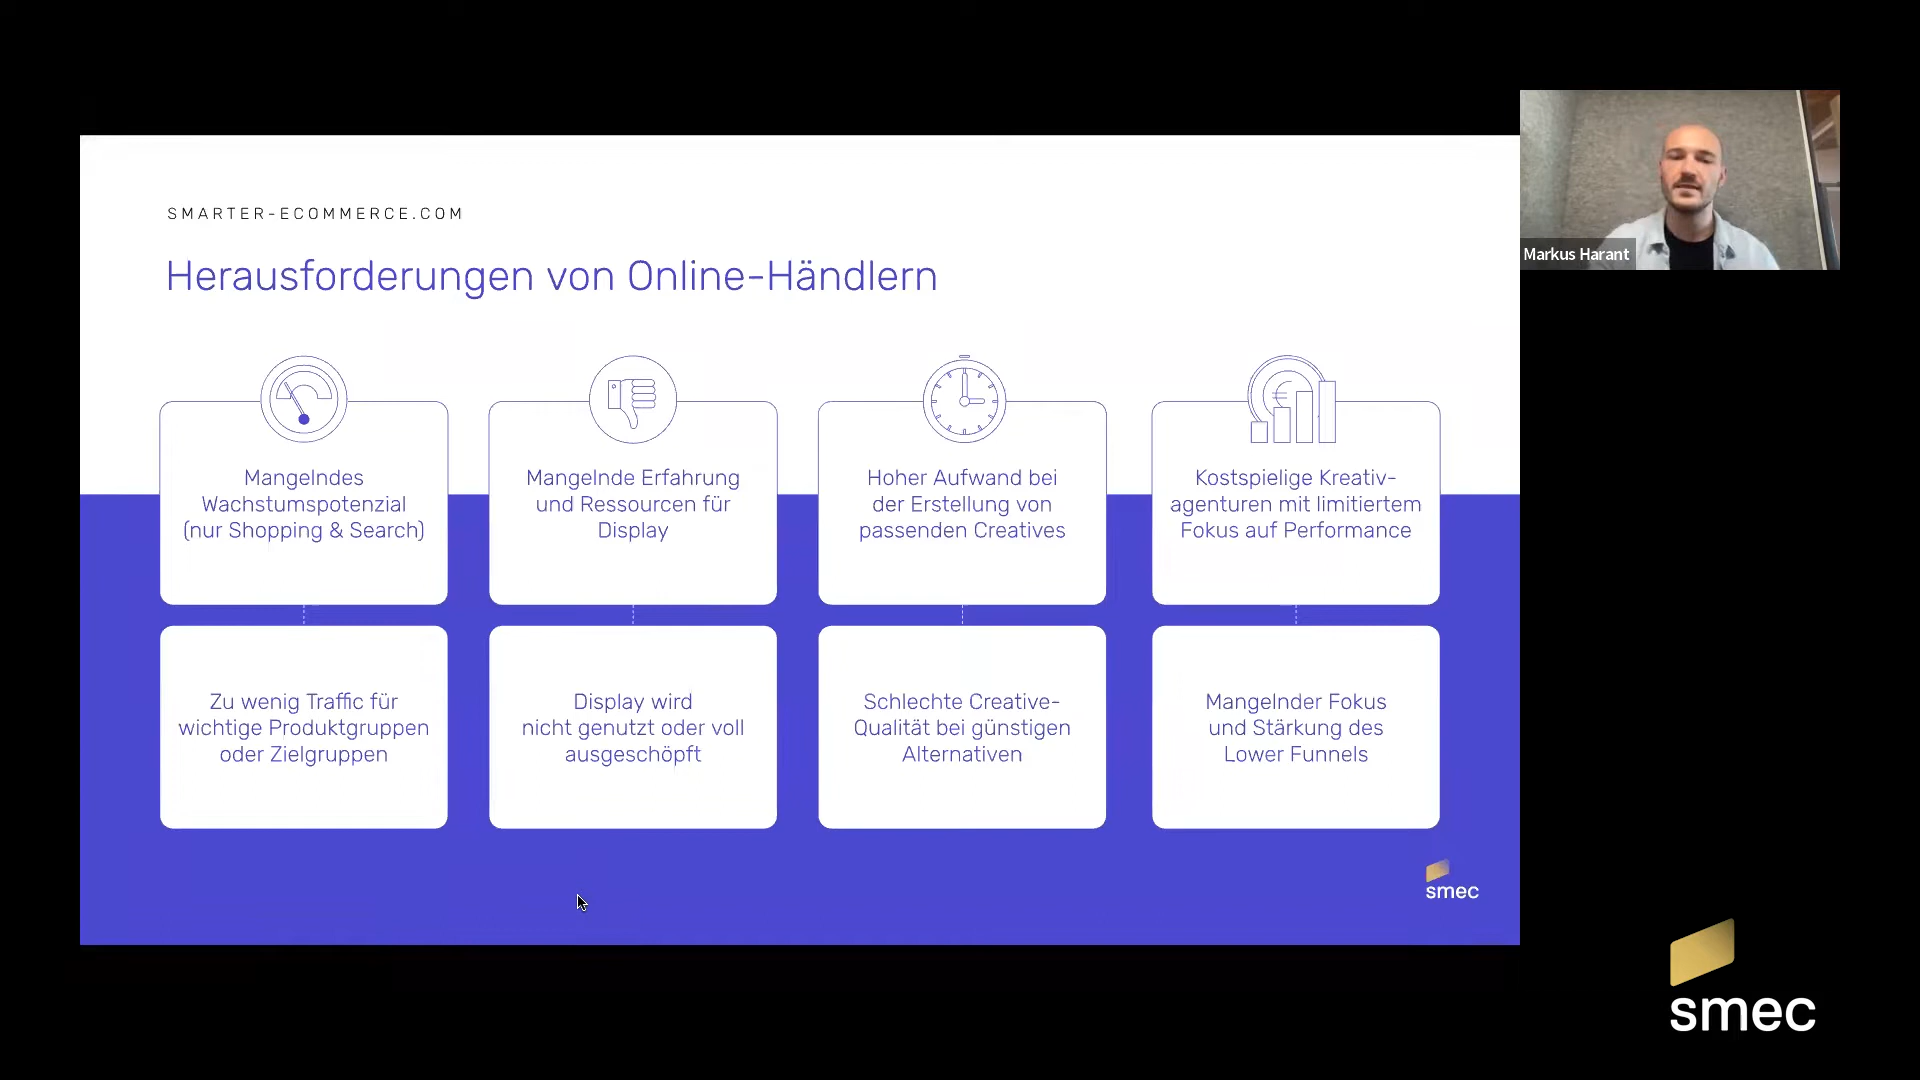 SMARTER-ECOMMERCE.COM
Herausforderungen von Online-Händlern
Mangelndes
Wachstumspotenzial
(nur Shopping & Search)
Mangelnde Erfahrung
und Ressourcen für
Display
Hoher Aufwand bei
der Erstellung von
passenden Creatives
Kostspielige Kreativ-
agenturen mit limitiertem
Fokus auf Performance
Zu wenig Traffic für
wichtige Produktgruppen
oder Zielgruppen
Display wird
nicht genutzt oder voll
ausgeschöpft
Schlechte Creative-
Qualität bei günstigen
Alternativen
Mangelnder Fokus
und Stärkung des
Lower Funnels
smec
Markus Harant
smec